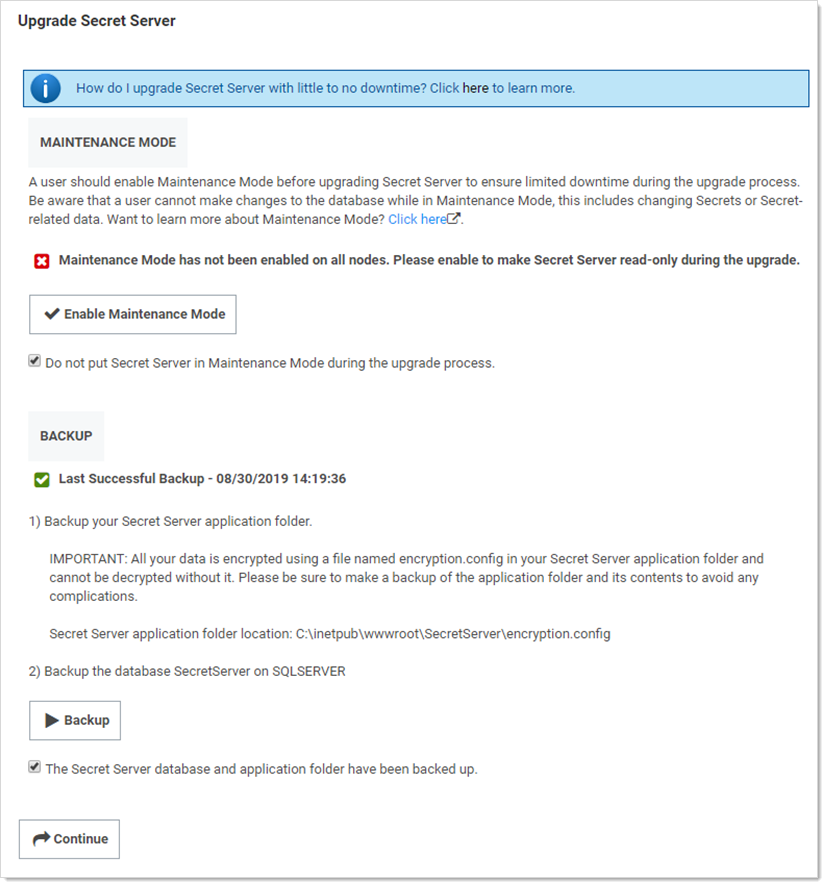 Upgrade Secret Server
How do I upgrade Secret Server with little to no downtime? Click here to learn more.
MAINTENANCE MODE
A user should enable Maintenance Mode before upgrading Secret Server to ensure limited downtime during the upgrade process.
Be aware that a user cannot make changes to the database while in Maintenance Mode, this includes changing Secrets or Secret-
related data. Want to learn more about Maintenance Mode? Click here.
Maintenance Mode has not been enabled on all nodes. Please enable to make Secret Server read-only during the upgrade.
Enable Maintenance Mode
Do not put Secret Server in Maintenance Mode during the upgrade process.
BACKUP
Last Successful Backup - 08/30/2019 14:19:36
1) Backup your Secret Server application folder.
IMPORTANT: All your data is encrypted using a file named encryption.config in your Secret Server application folder and
cannot be decrypted without it. Please be sure to make a backup of the application folder and its contents to avoid any
complications.
Secret Server application folder location: C:\inetpub\wwwroot\SecretServer\encryption.config
2) Backup the database SecretServer on SQLSERVER
Backup
The Secret Server database and application folder have been backed up.
Continue